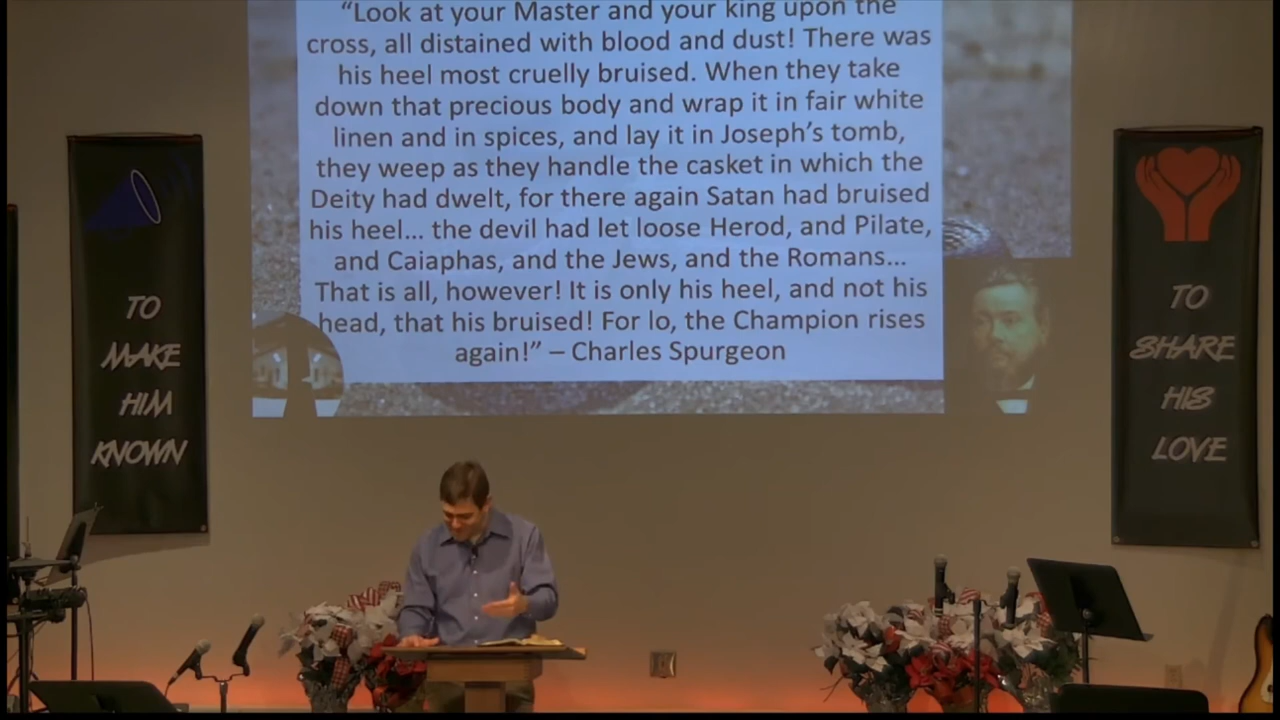 “Look at your Master and your king upon the
cross, all distained with blood and dust! There was
his heel most cruelly bruised. When they take
down that precious body and wrap it in fair white
linen and in spices, and lay it in Joseph’s tomb,
they weep as they handle the casket in which the
Deity had dwelt, for there again Satan had bruised
his heel... the devil had let loose Herod, and Pilate,
and Caiaphas, and the Jews, and the Romans...
That is all, however! It is only his heel, and not his
head, that his bruised! For lo, the Champion rises
again!” – Charles Spurgeon
TO
MAKE
HIM
KNOWN
TO
SHARE
HIS
LOVE